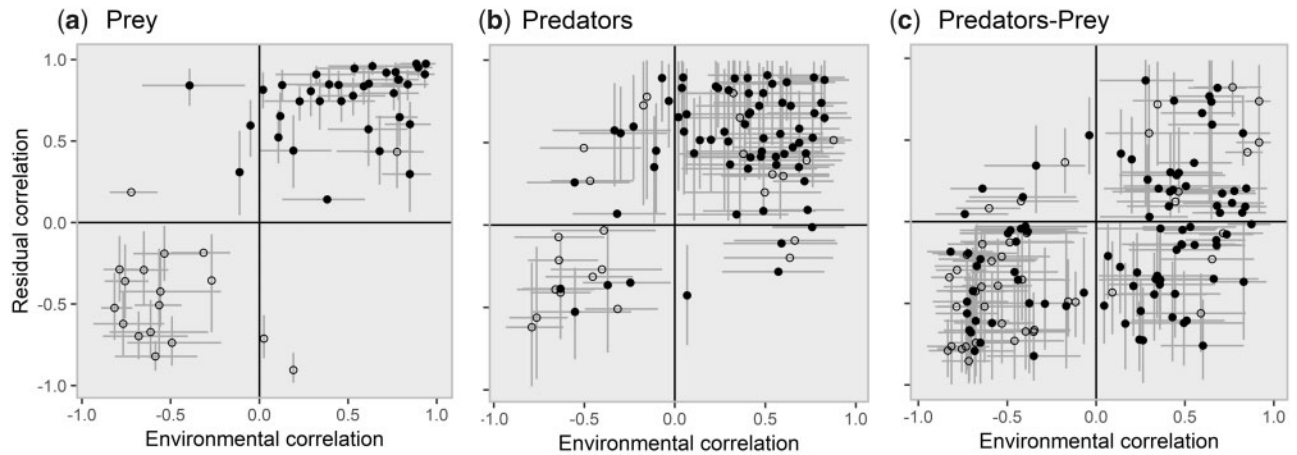 (a) Prey
(b) Predators
(c) Predators-Prey
Residual correlation
1.0
0.5
0.0
-0.5
-1.0
-1.0 -0.5 0.0 0.5 1.0
-1.0 -0.5 0.0 0.5 1.0
-1.0 -0.5 0.0 0.5 1.0
Environmental correlation
Environmental correlation
Environmental correlation